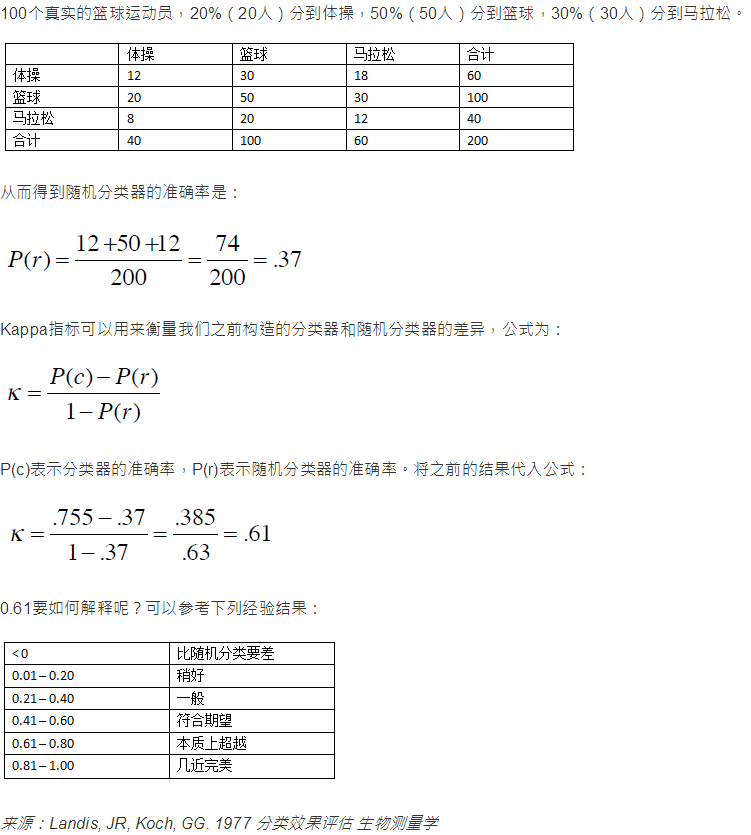 100个真实的篮球运动员，20%（20人）分到体操，50%（50人）分到篮球，30%（30人）分到马拉松。
体操 篮球 马拉松 合计
体操 12 30 18 60
篮球 20 50 30 100
马拉松 8 20 12 40
合计 40 100 60 200
从而得到随机分类器的准确率是：
P(r) = (12+50+12)/200 = 74/200 = .37
Kappa指标可以用来衡量我们之前构造的分类器和随机分类器的差异，公式为：
κ = (P(c) − P(r))/(1 − P(r))
P(c)表示分类器的准确率，P(r)表示随机分类器的准确率。将之前的结果代入公式：
κ = (.755 − .37)/(1 − .37) = .385/.63 = .61
0.61要如何解释呢？可以参考下列经验结果：
<0 比随机分类要差
0.01–0.20 稍好
0.21–0.40 一般
0.41–0.60 符合期望
0.61–0.80 本质上超越
0.81–1.00 几近完美
来源：Landis, JR, Koch, GG. 1977 分类效果评估 生物测量学